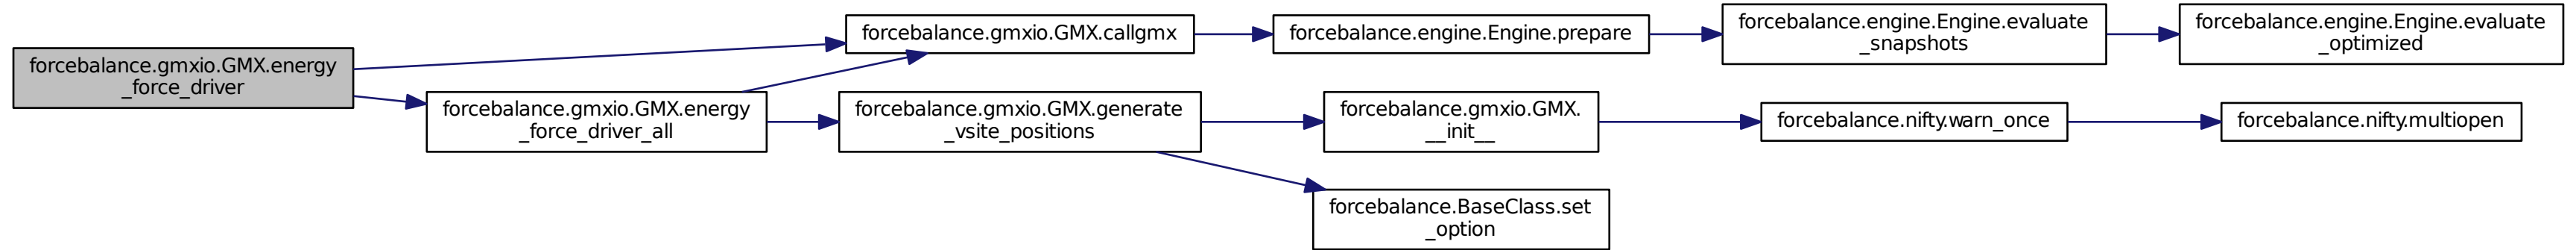 forcebalance.gmxio.GMX.energy
_force_driver
forcebalance.gmxio.GMX.callgmx
forcebalance.engine.Engine.prepare
forcebalance.engine.Engine.evaluate
_snapshots
forcebalance.engine.Engine.evaluate
_optimized
forcebalance.gmxio.GMX.energy
_force_driver_all
forcebalance.gmxio.GMX.generate
_vsite_positions
forcebalance.gmxio.GMX.
__init__
forcebalance.nifty.warn_once
forcebalance.nifty.multiopen
forcebalance.BaseClass.set
_option